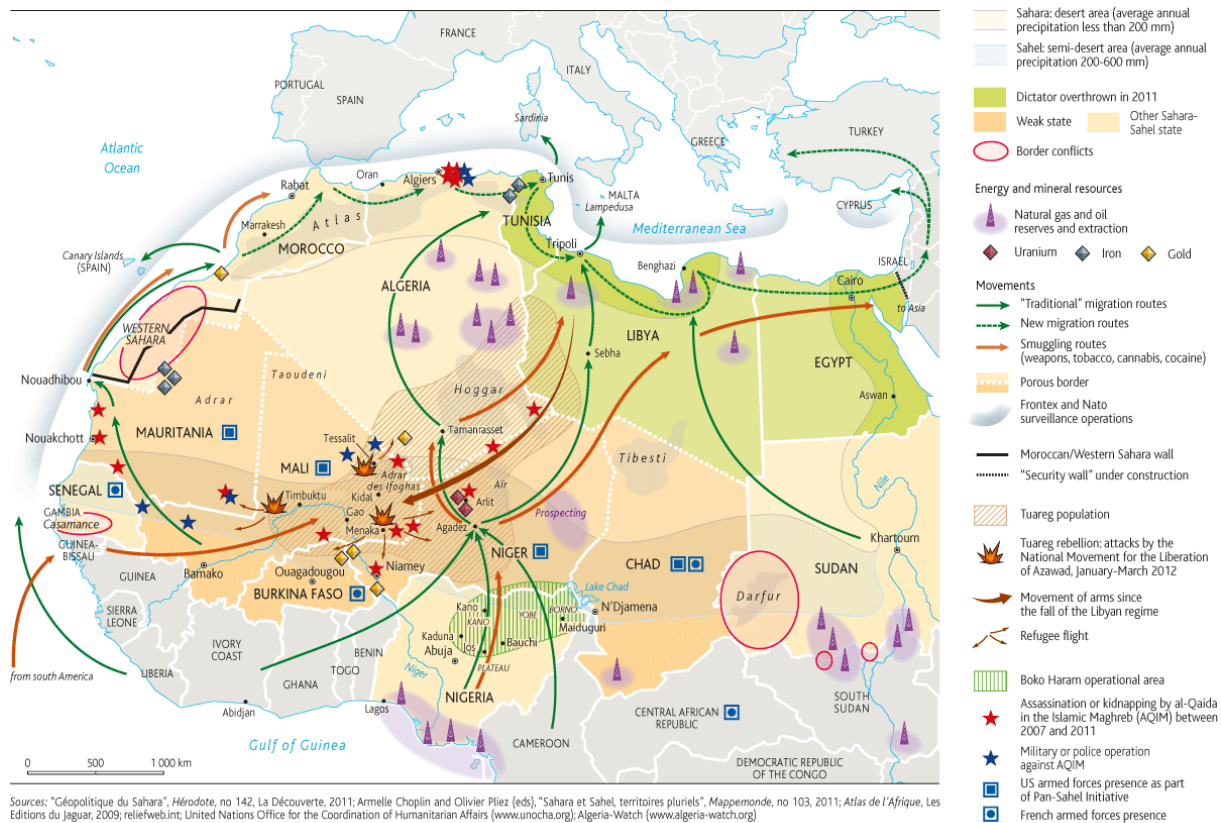 FRANCE
ITALY
PORTUGAL
SPAIN
Sardinia
GREECE
TURKEY
Atlantic
Ocean
Oran
Algiers
Tunis
Rabat
MALTA
Lampedusa
CYPRUS
Atlas
TUNISIA
Mediterranean Sea
Marrakesh
MOROCCO
Tripoli
Canary Islands
(SPAIN)
Benghazi
ISRAEL
Cairo
to Asia
ALGERIA
WESTERN
SAHARA
LIBYA
EGYPT
Sebha
Nouadhibou
Taoudeni
Hoggar
Aswan
Adrar
Tamanrasset
Nouakchott
MAURITANIA
Tessalit
Tibesti
MALI
Adrar
des Ifoghas
Kidal
Aïr
Arlit
Nile
SENEGAL
Timbuktu
Gao
Menaka
Agadez
Prospecting
GAMBIA
Casamance
GUINEA-
BISSAU
NIGER
Khartoum
Bamako
Niamey
CHAD
SUDAN
GUINEA
Ouagadougou
BURKINA FASO
Lake Chad
Darfur
N'Djamena
Kano
KANO
YOBE
BORNO
Maiduguri
SIERRA
LEONE
IVORY
COAST
BENIN
Kaduna
Abuja
Jos
Bauchi
PLATEAU
TOGO
GHANA
Niger
from south America
LIBERIA
NIGERIA
SOUTH
SUDAN
Abidjan
Lagos
CENTRAL AFRICAN
REPUBLIC
Gulf of Guinea
CAMEROON
DEMOCRATIC REPUBLIC
OF THE CONGO
0 500 1 000 km
Sahara: desert area (average annual
precipitation less than 200 mm)
Sahel: semi-desert area (average annual
precipitation 200-600 mm)
Dictator overthrown in 2011
Weak state
Other Sahara-
Sahel state
Border conflicts
Energy and mineral resources
Natural gas and oil
reserves and extraction
Uranium
Iron
Gold
Movements
"Traditional" migration routes
New migration routes
Smuggling routes
(weapons, tobacco, cannabis, cocaine)
Porous border
Frontex and Nato
surveillance operations
Moroccan/Western Sahara wall
"Security wall" under construction
Tuareg population
Tuareg rebellion: attacks by the
National Movement for the Liberation
of Azawad, January-March 2012
Movement of arms since
the fall of the Libyan regime
Refugee flight
Boko Haram operational area
Assassination or kidnapping by al-Qaida
in the Islamic Maghreb (AQIM) between
2007 and 2011
Military or police operation
against AQIM
US armed forces presence as part
of Pan-Sahel Initiative
French armed forces presence
Sources: "Géopolitique du Sahara", Hérodote, no 142, La Découverte, 2011; Armelle Choplin and Olivier Pliez (eds), "Sahara et Sahel, territoires pluriels", Mappemonde, no 103, 2011; Atlas de l'Afrique, Les
Editions du Jaguar, 2009; reliefweb.int; United Nations Office for the Coordination of Humanitarian Affairs (www.unocha.org); Algeria-Watch (www.algeria-watch.org)